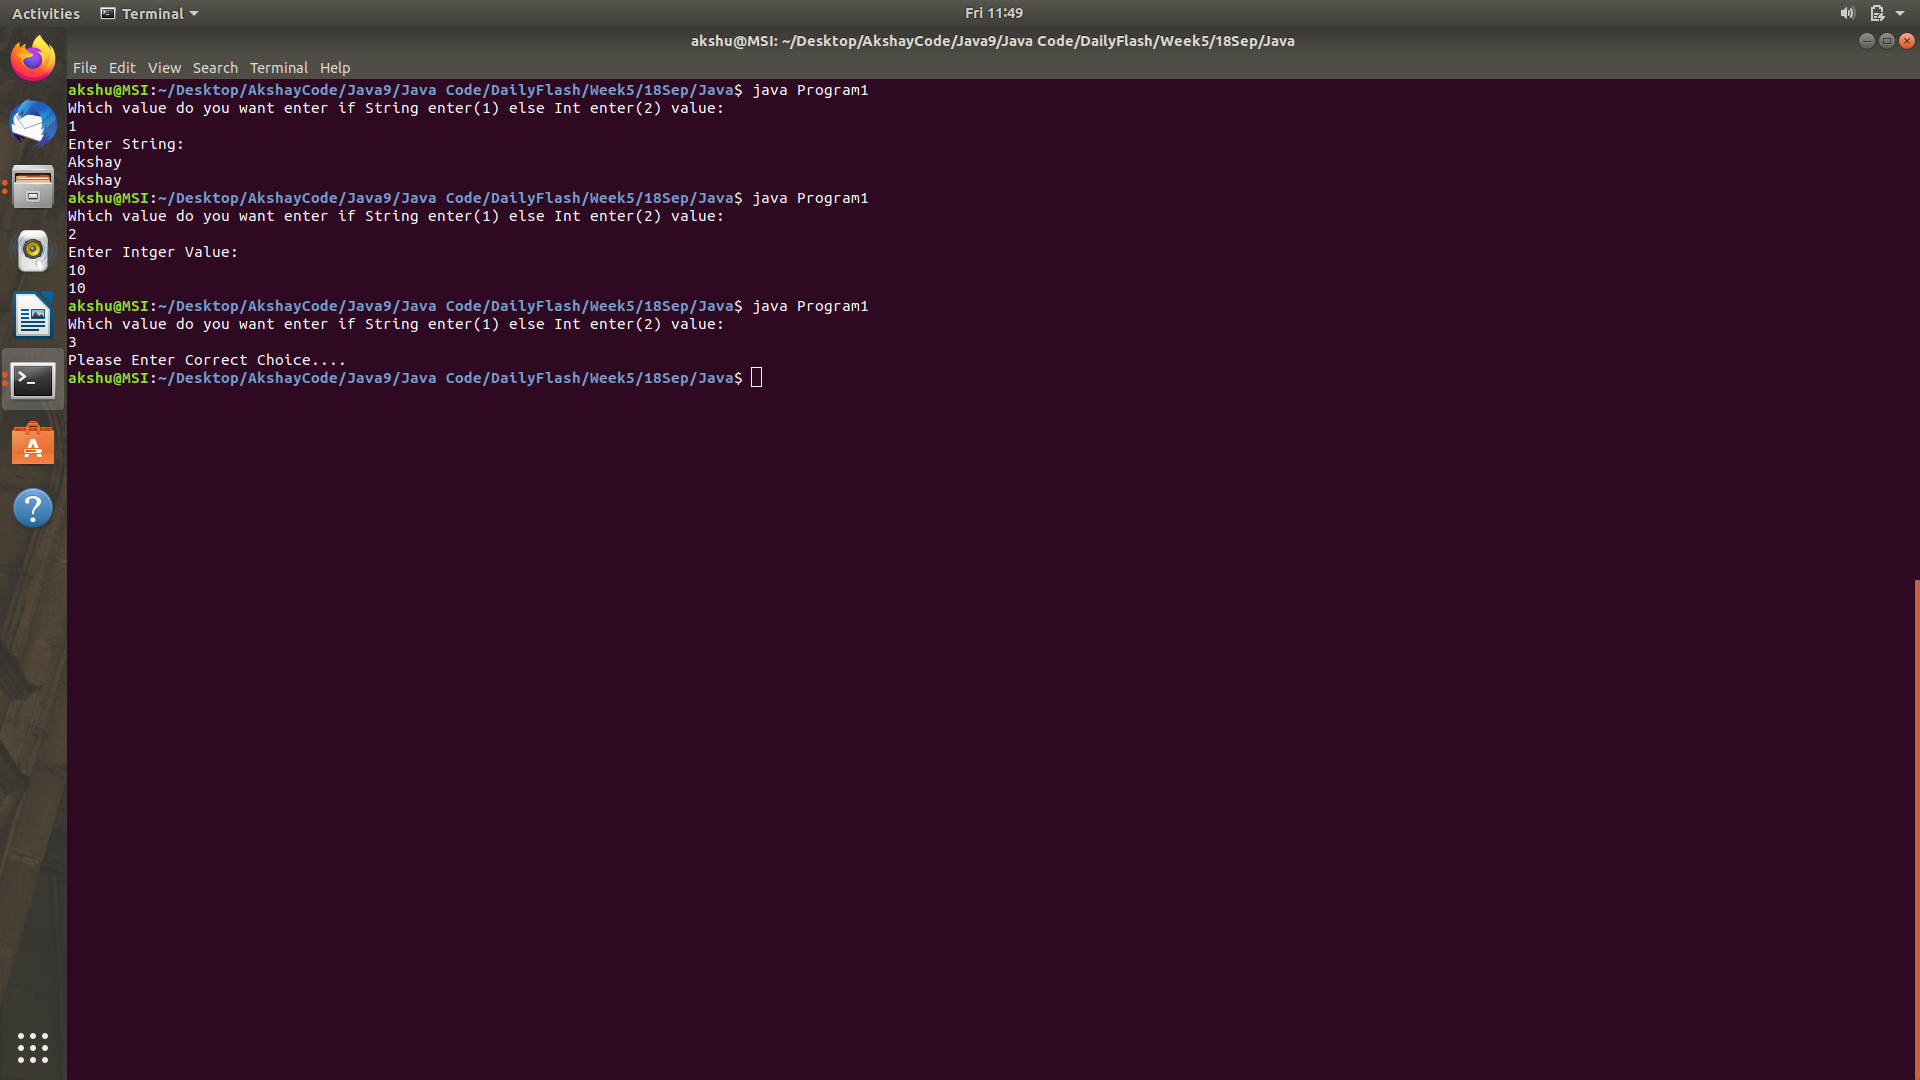 Activities Terminal Fri 11:49
akshu@MSI: ~/Desktop/AkshayCode/Java9/Java Code/DailyFlash/Week5/18Sep/Java
File Edit View Search Terminal Help
akshu@MSI:~/Desktop/AkshayCode/Java9/Java Code/DailyFlash/Week5/18Sep/Java$ java Program1
Which value do you want enter if String enter(1) else Int enter(2) value:
1
Enter String:
Akshay
Akshay
akshu@MSI:~/Desktop/AkshayCode/Java9/Java Code/DailyFlash/Week5/18Sep/Java$ java Program1
Which value do you want enter if String enter(1) else Int enter(2) value:
2
Enter Intger Value:
10
10
akshu@MSI:~/Desktop/AkshayCode/Java9/Java Code/DailyFlash/Week5/18Sep/Java$ java Program1
Which value do you want enter if String enter(1) else Int enter(2) value:
3
Please Enter Correct Choice....
akshu@MSI:~/Desktop/AkshayCode/Java9/Java Code/DailyFlash/Week5/18Sep/Java$